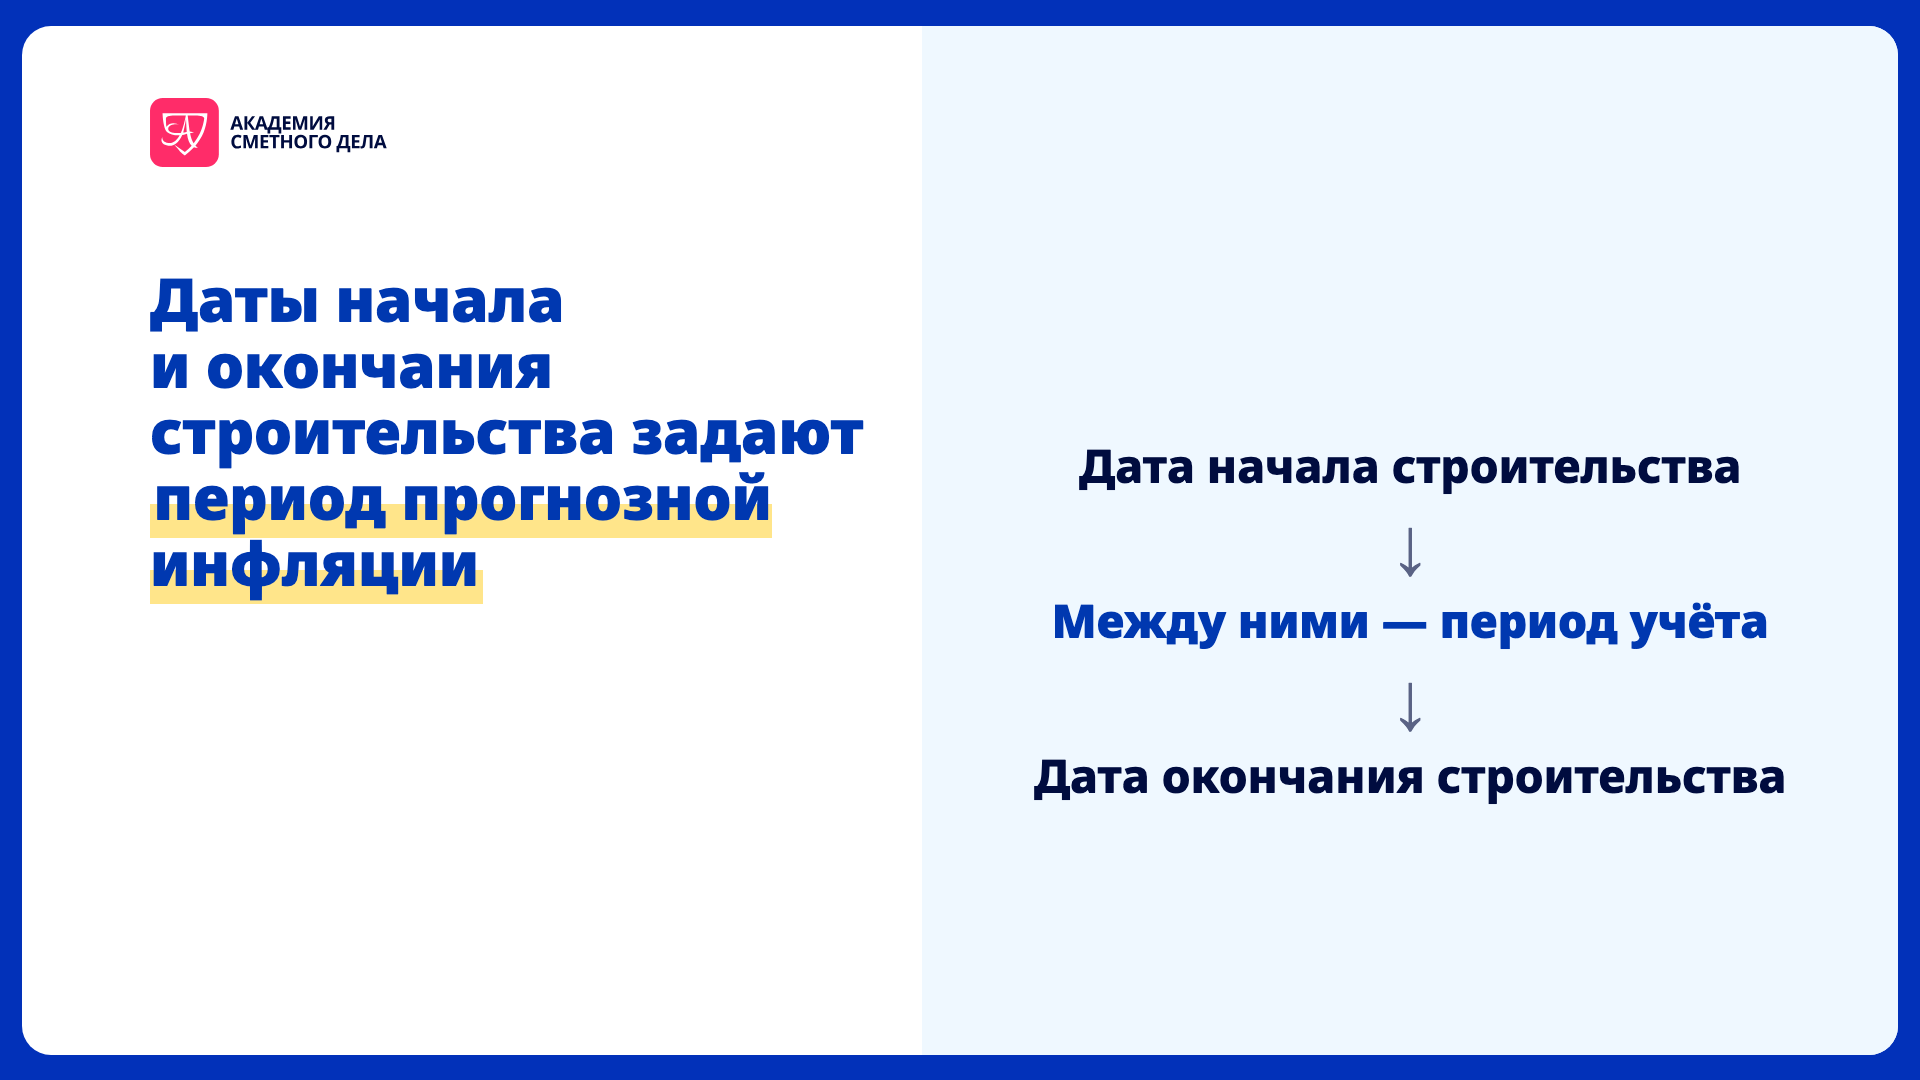 АКАДЕМИЯ
СМЕТНОГО ДЕЛА
Даты начала
и окончания
строительства задают
период прогнозной
инфляции
Дата начала строительства
↓
Между ними — период учёта
↓
Дата окончания строительства